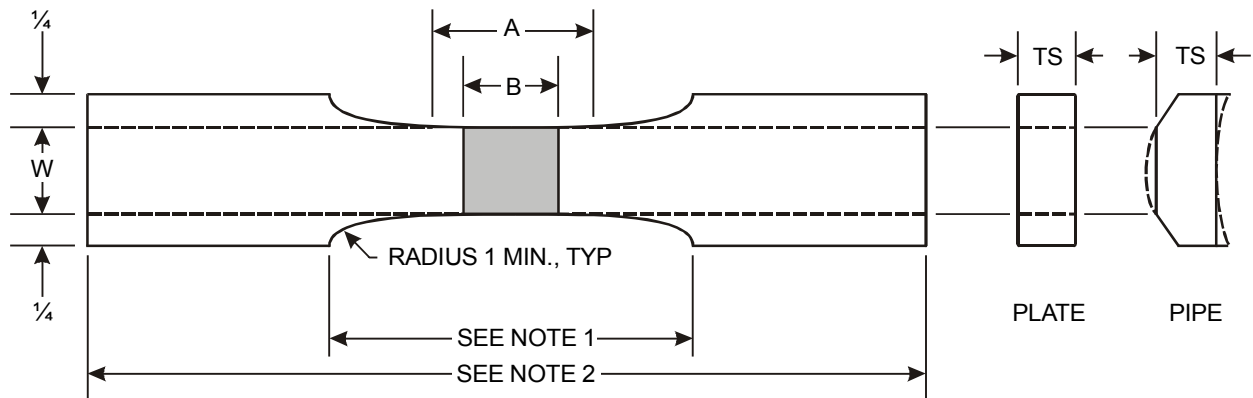 ¼
A
TS
TS
B
W
RADIUS 1 MIN., TYP
¼
PLATE
PIPE
SEE NOTE 1
SEE NOTE 2